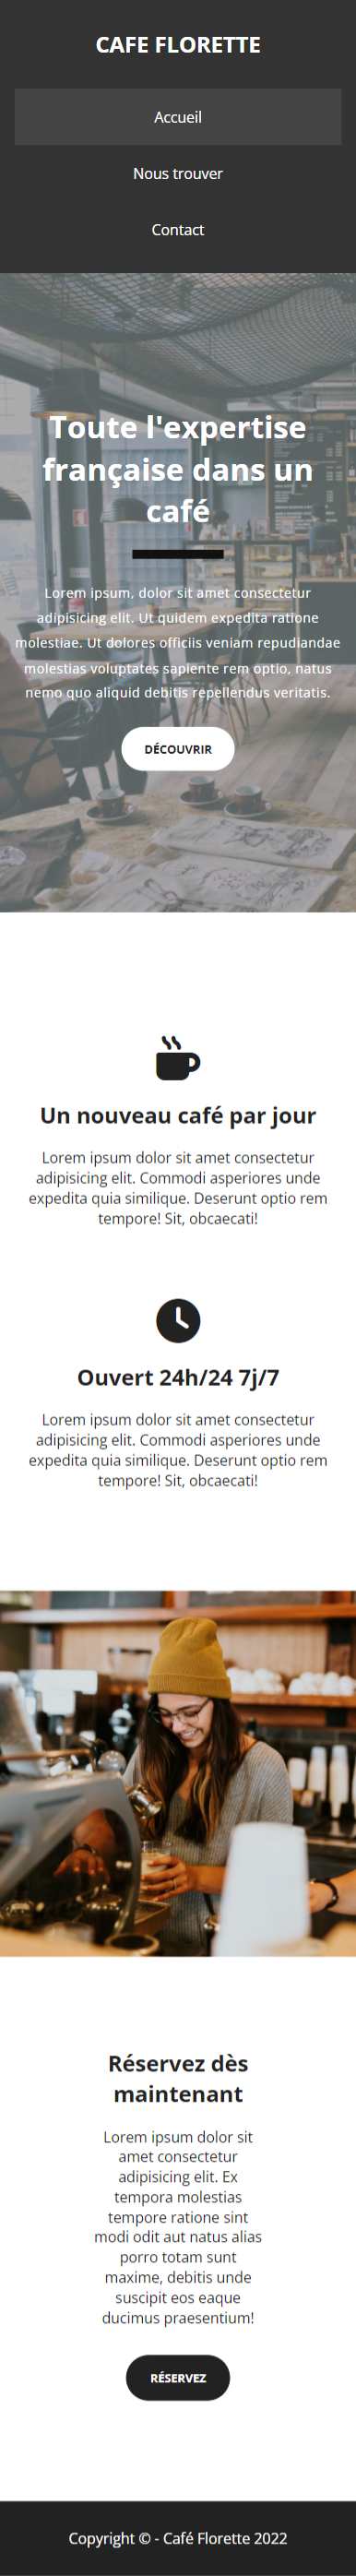 CAFE FLORETTE
Accueil
Nous trouver
Contact
Toute l'expertise
française dans un
café
Lorem ipsum, dolor sit amet consectetur
adipisicing elit. Ut quidem expedita ratione
molestiae. Ut dolores officiis veniam repudiandae
molestias voluptates sapiente rem optio, natus
nemo quo aliquid debitis repellendus veritatis.
DÉCOUVRIR
Un nouveau café par jour
Lorem ipsum dolor sit amet consectetur
adipisicing elit. Commodi asperiores unde
expedita quia similique. Deserunt optio rem
tempore! Sit, obcaecati!
Ouvert 24h/24 7j/7
Lorem ipsum dolor sit amet consectetur
adipisicing elit. Commodi asperiores unde
expedita quia similique. Deserunt optio rem
tempore! Sit, obcaecati!
Réservez dès
maintenant
Lorem ipsum dolor sit
amet consectetur
adipisicing elit. Ex
tempora molestias
tempore ratione sint
modi odit aut natus alias
porro totam sunt
maxime, debitis unde
suscipit eos eaque
ducimus praesentium!
RÉSERVEZ
Copyright © - Café Florette 2022